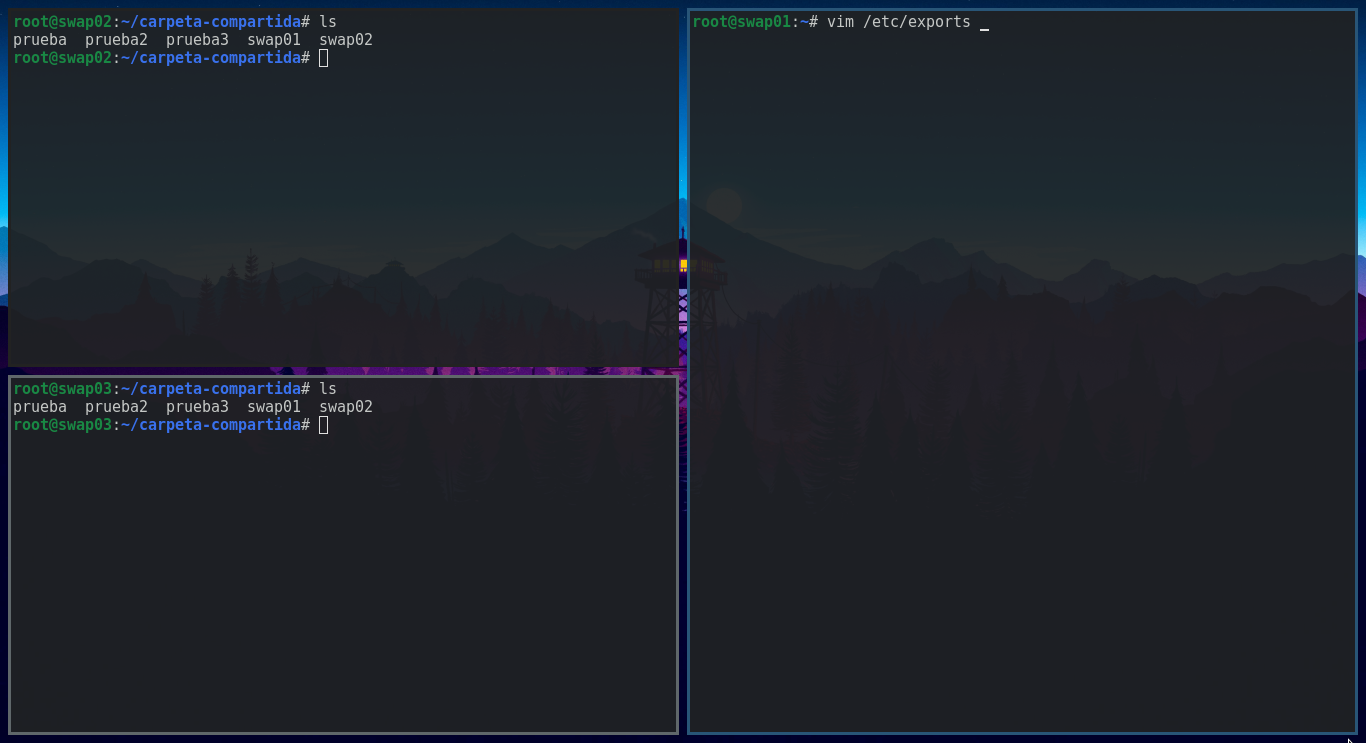 root@swap02:~/carpeta-compartida# ls
prueba  prueba2  prueba3  swap01  swap02
root@swap02:~/carpeta-compartida#
root@swap03:~/carpeta-compartida# ls
prueba  prueba2  prueba3  swap01  swap02
root@swap03:~/carpeta-compartida#
root@swap01:~# vim /etc/exports